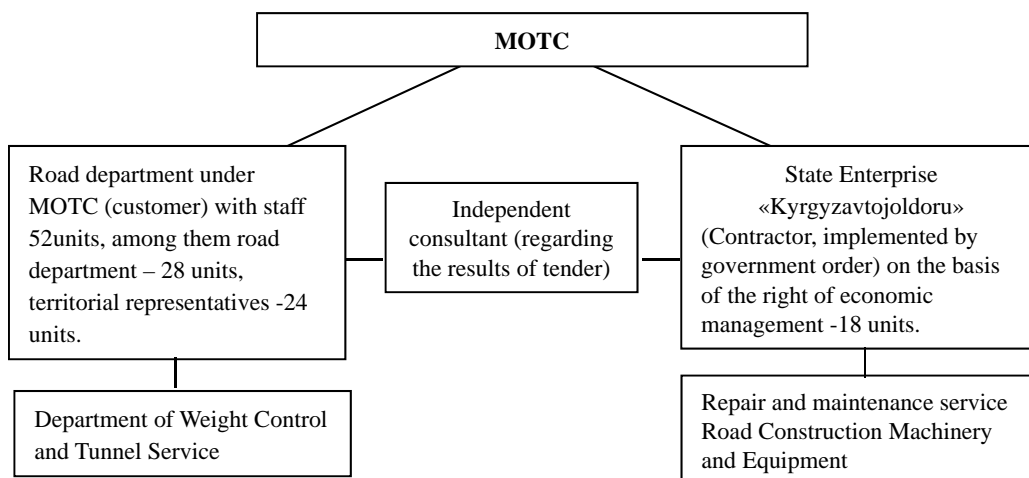 MOTC
Road department under
MOTC (customer) with staff
52units, among them road
department – 28 units,
territorial representatives -24
units.
Independent
consultant (regarding
the results of tender)
State Enterprise
«Kyrgyzavtojoldoru»
(Contractor, implemented by
government order) on the basis
of the right of economic
management -18 units.
Department of Weight Control
and Tunnel Service
Repair and maintenance service
Road Construction Machinery
and Equipment